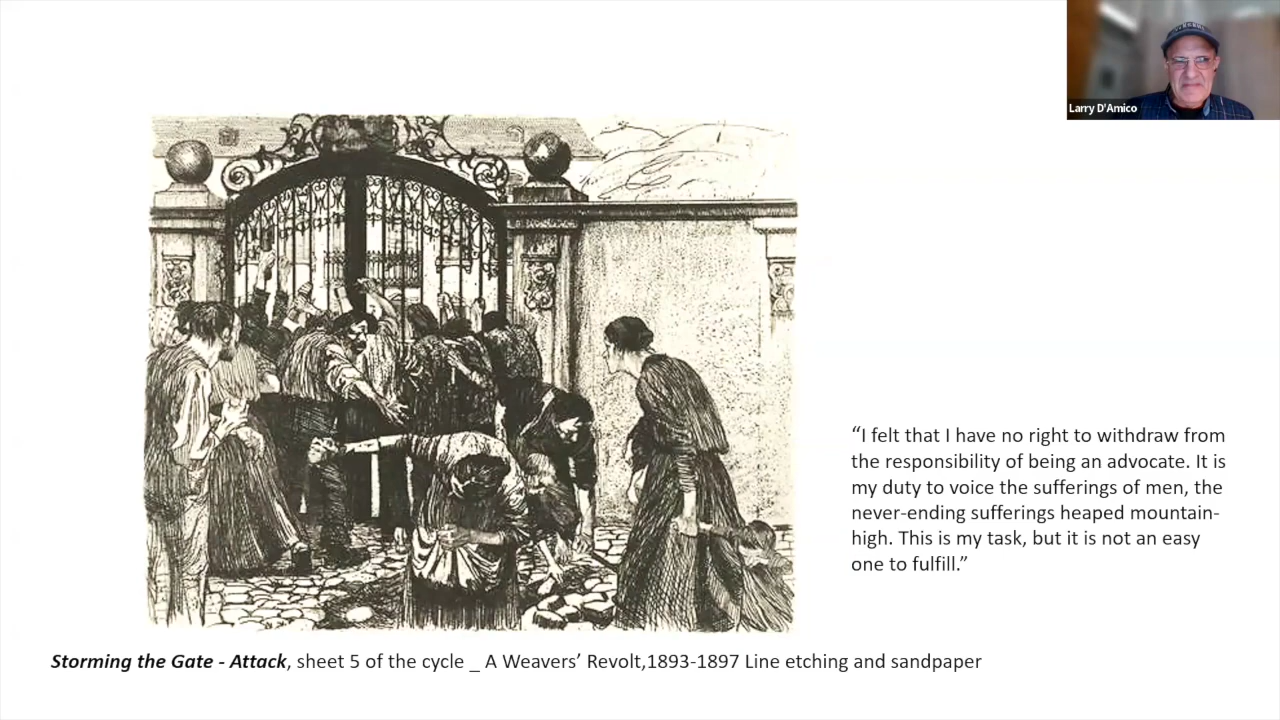 Larry D'Amico
“I felt that I have no right to withdraw from
the responsibility of being an advocate. It is
my duty to voice the sufferings of men, the
never-ending sufferings heaped mountain-
high. This is my task, but it is not an easy
one to fulfill.”
Storming the Gate - Attack, sheet 5 of the cycle _ A Weavers’ Revolt,1893-1897 Line etching and sandpaper